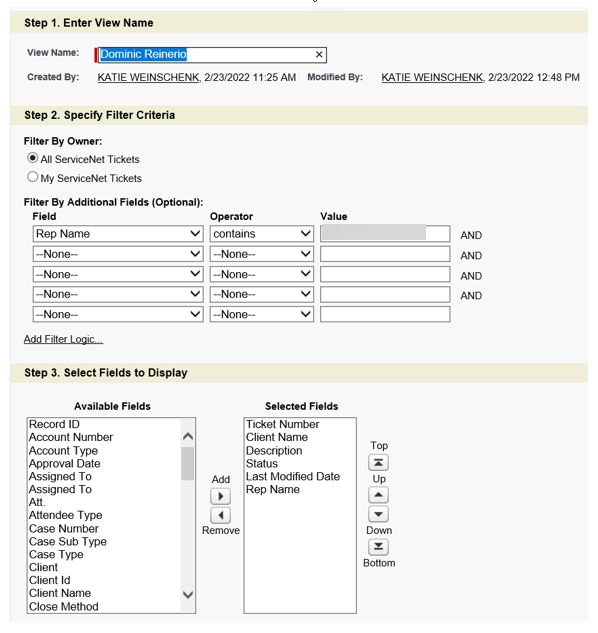 Step 1. Enter View Name
View Name: Dominic Reinerio ×
Created By: KATIE WEINSCHENK, 2/23/2022 11:25 AM Modified By: KATIE WEINSCHENK, 2/23/2022 12:48 PM
Step 2. Specify Filter Criteria
Filter By Owner:
All ServiceNet Tickets
My ServiceNet Tickets
Filter By Additional Fields (Optional):
Field Operator Value
Rep Name contains AND
--None-- --None-- AND
--None-- --None-- AND
--None-- --None-- AND
--None-- --None--
Add Filter Logic...
Step 3. Select Fields to Display
Available Fields
Record ID
Account Number
Account Type
Approval Date
Assigned To
Assigned To
Att.
Attendee Type
Case Number
Case Sub Type
Case Type
Client
Client Id
Client Name
Close Method
Add
Remove
Selected Fields
Ticket Number
Client Name
Description
Status
Last Modified Date
Rep Name
Top
Up
Down
Bottom